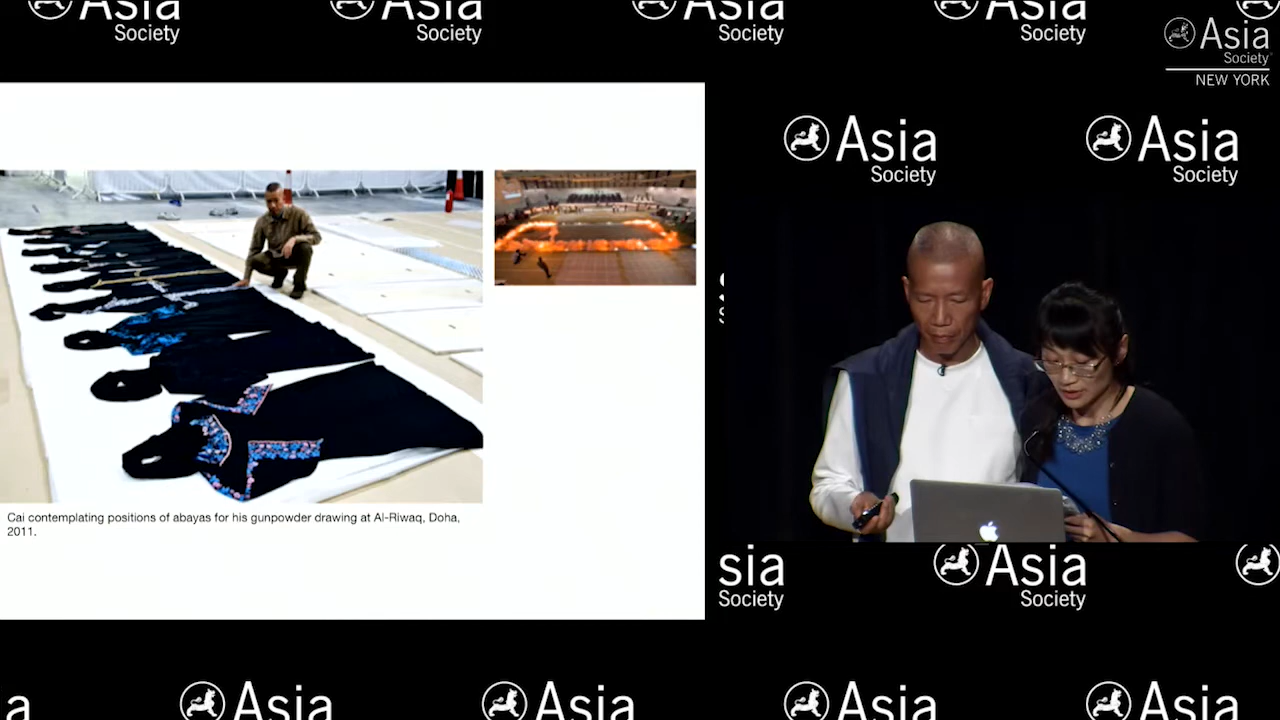 Asia
Society
Asia
Society
Asia
Society
Asia
Society
Asia
Society
NEW YORK
Asia
Society
Asia
Society
Cai contemplating positions of abayas for his gunpowder drawing at Al-Riwaq, Doha,
2011.
sia
Society
Asia
Society
a
Asia
Asia
Asia
Asia